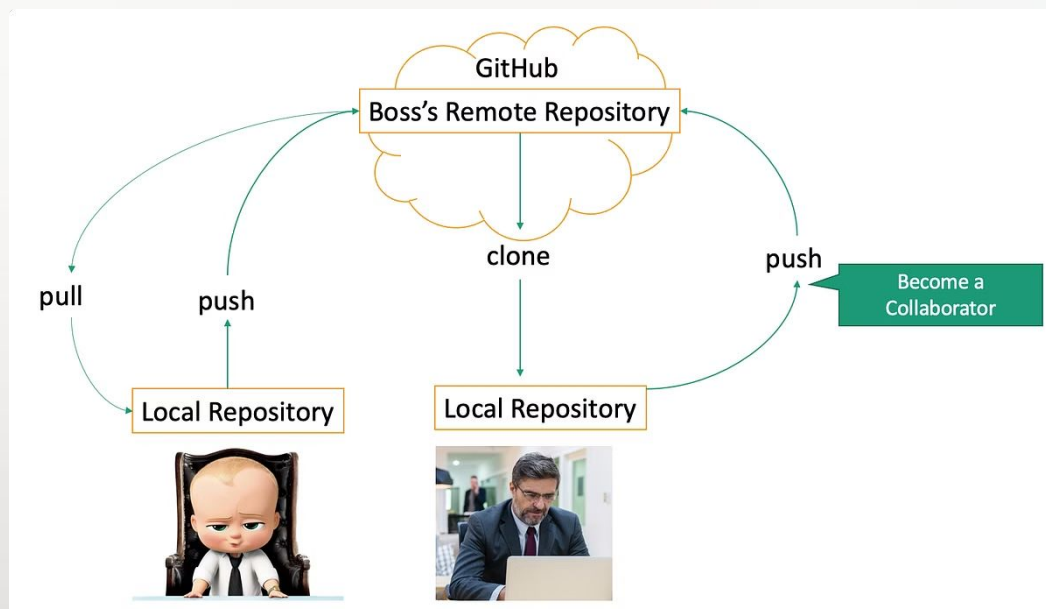 GitHub
Boss's Remote Repository
clone
push
Become a
Collaborator
pull
push
Local Repository
Local Repository